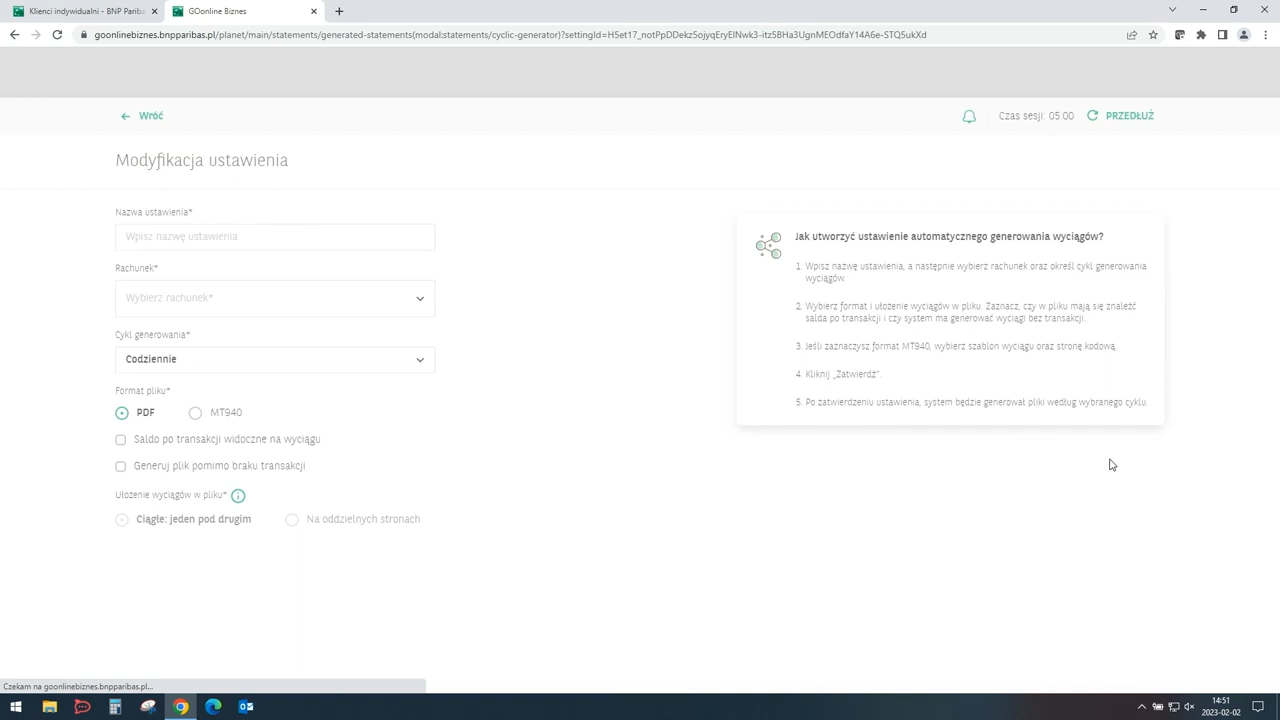 Klienci indywidualni - BNP Pariba
GOonline Biznes
goonlinebiznes.bnpparibas.pl/planet/main/statements/generated-statements(modal:statements/cyclic-generator)?settingId=H5et17_notPpDDekz5ojyqEryEINwk3-itz5BHa3UgnMEOdfaY14A6e-STQ5ukXd
Wróć
Czas sesji: 05:00
PRZEDŁUŻ
Modyfikacja ustawienia
Nazwa ustawienia*
Wpisz nazwę ustawienia
Rachunek*
Wybierz rachunek*
Cykl generowania*
Codziennie
Format pliku*
PDF
MT940
Saldo po transakcji widoczne na wyciągu
Generuj plik pomimo braku transakcji
Ułożenie wyciągów w pliku*
Ciągłe: jeden pod drugim
Na oddzielnych stronach
Jak utworzyć ustawienie automatycznego generowania wyciągów?
1. Wpisz nazwę ustawienia, a następnie wybierz rachunek oraz określ cykl generowania
wyciągów.
2. Wybierz format i ułożenie wyciągów w pliku. Zaznacz, czy w pliku mają się znaleźć
salda po transakcji i czy system ma generować wyciągi bez transakcji.
3. Jeśli zaznaczysz format MT940, wybierz szablon wyciągu oraz stronę kodową.
4. Kliknij „Zatwierdź”.
5. Po zatwierdzeniu ustawienia, system będzie generował pliki według wybranego cyklu.
Czekam na goonlinebiznes.bnpparibas.pl...
14:51
2023-02-02